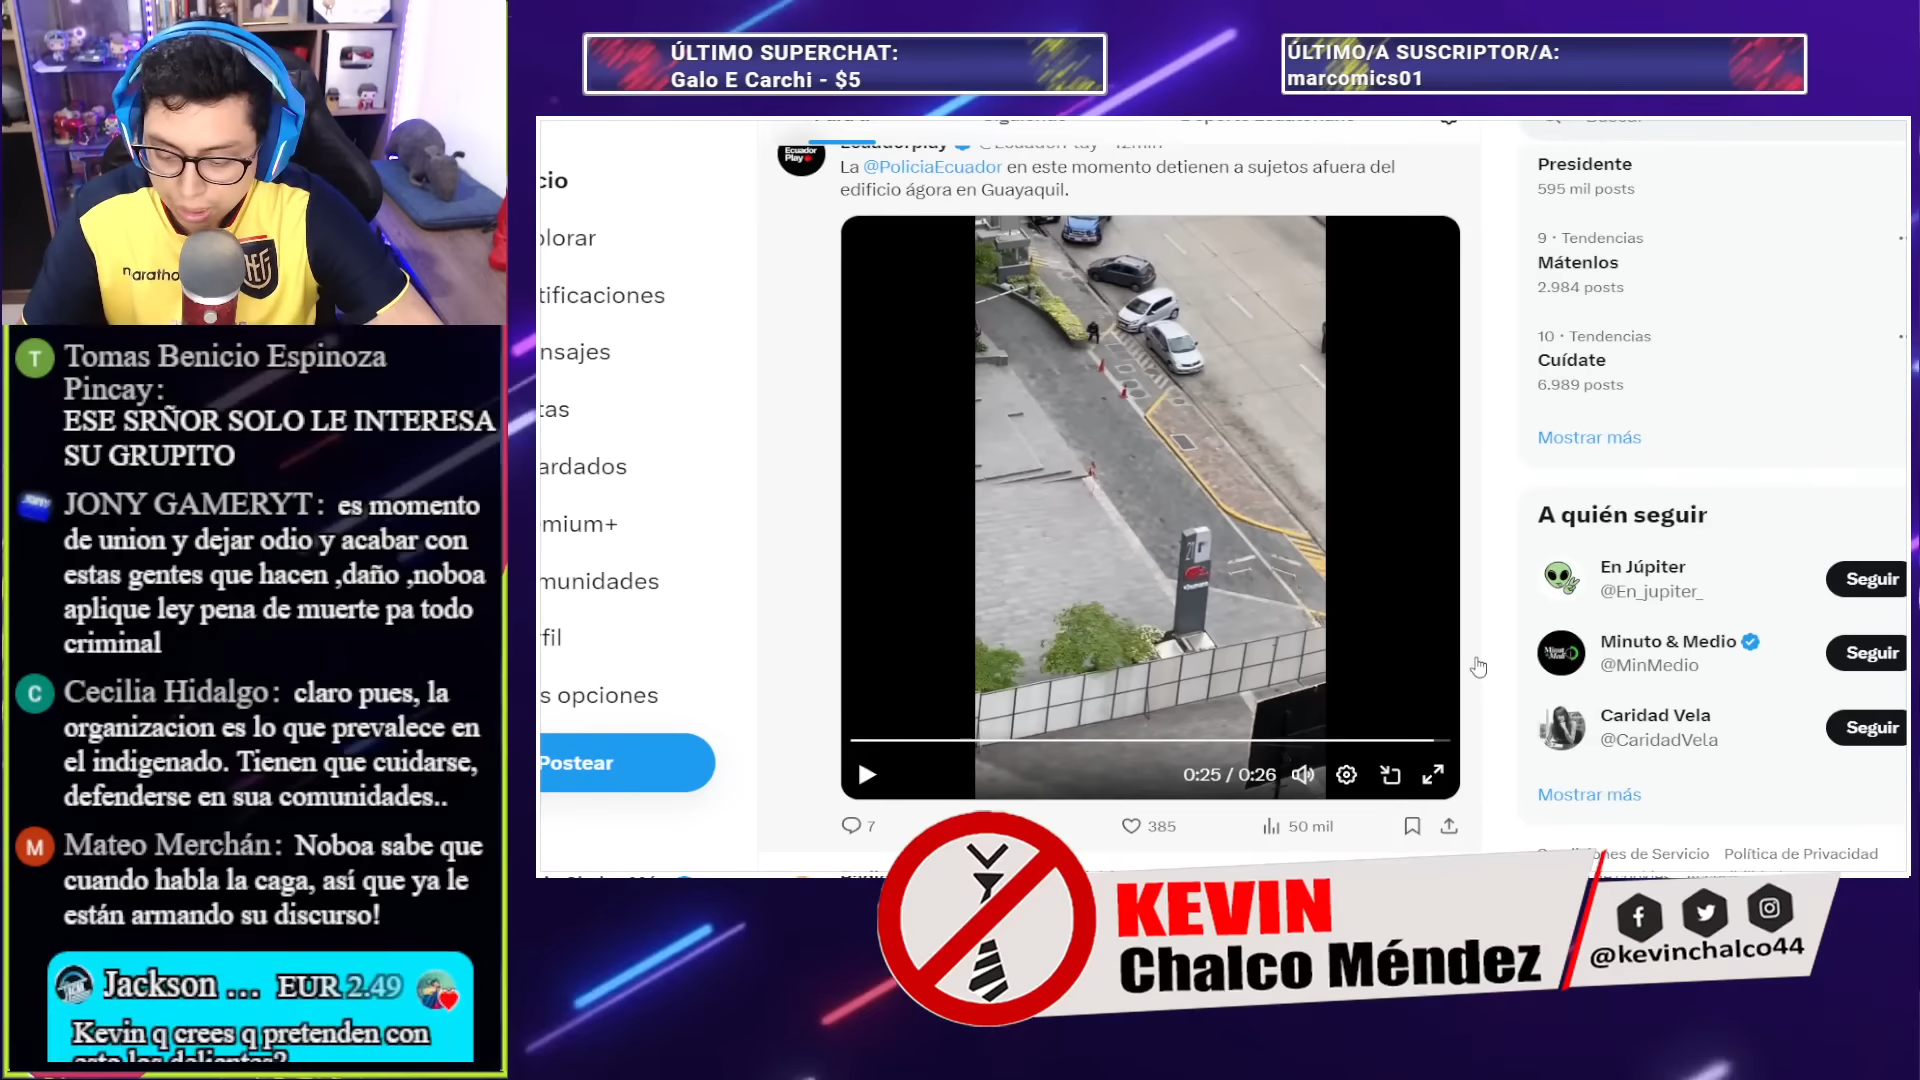 ÚLTIMO SUPERCHAT:
Galo E Carchi - $5
ÚLTIMO/A SUSCRIPTOR/A:
marcomics01
marathon
Tomas Benicio Espinoza
Pincay:
ESE SRÑOR SOLO LE INTERESA
SU GRUPITO
JONY GAMERYT: es momento
de union y dejar odio y acabar con
estas gentes que hacen ,daño ,noboa
aplique ley pena de muerte pa todo
criminal
Cecilia Hidalgo: claro pues, la
organizacion es lo que prevalece en
el indigenado. Tienen que cuidarse,
defenderse en sua comunidades..
Mateo Merchán: Noboa sabe que
cuando habla la caga, así que ya le
están armando su discurso!
Jackson ... EUR 2.49
Kevin q crees q pretenden con
cio
plorar
tificaciones
nsajes
tas
ardados
mium+
munidades
rfil
s opciones
Postear
Ecuador
Play
La @PoliciaEcuador en este momento detienen a sujetos afuera del
edificio ágora en Guayaquil.
0:25 / 0:26
7
385
50 mil
Presidente
595 mil posts
9 · Tendencias
Mátenlos
2.984 posts
10 · Tendencias
Cuídate
6.989 posts
Mostrar más
A quién seguir
En Júpiter
@En_jupiter_
Seguir
Minuto & Medio
@MinMedio
Seguir
Caridad Vela
@CaridadVela
Seguir
Mostrar más
es de Servicio Política de Privacidad
KEVIN
Chalco Méndez
@kevinchalco44